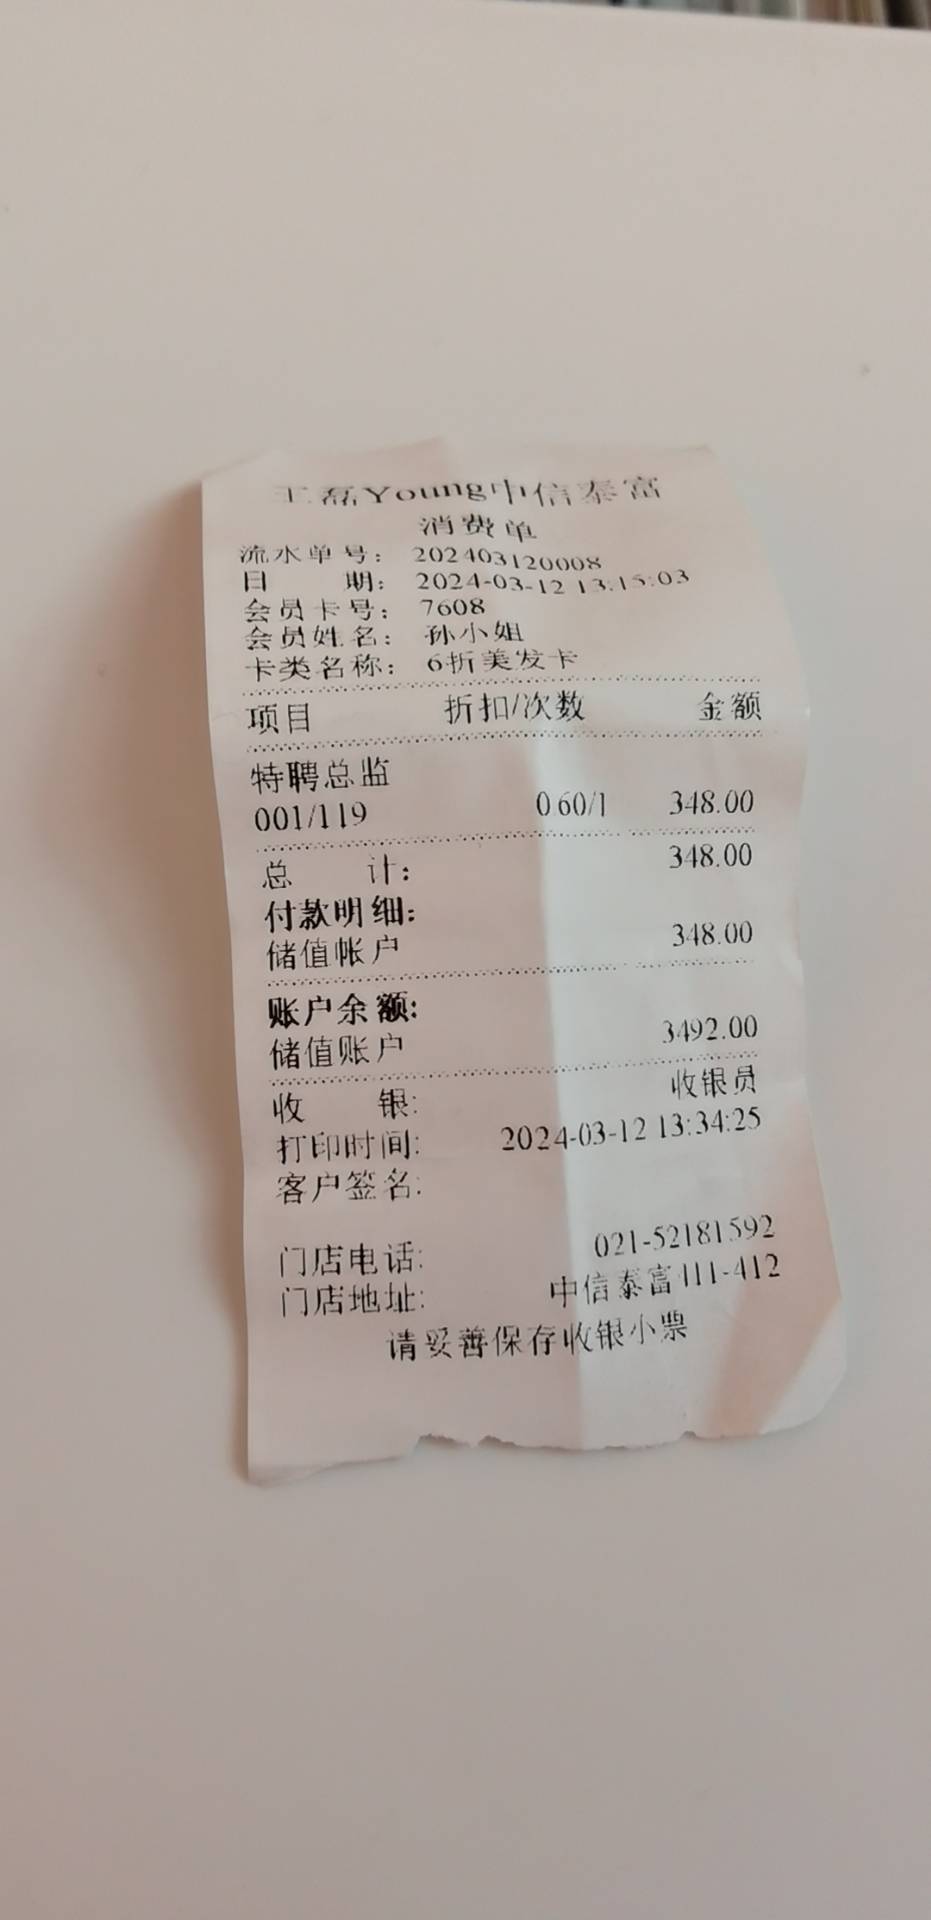 王磊Young中信泰富
消费单
流水单号： 202403120008
日 期： 2024-03-12 13:15:03
会员卡号： 7608
会员姓名： 孙小姐
卡类名称： 6折美发卡
项目 折扣/次数 金额
特聘总监
001/119 0.60/1 348.00
总 计： 348.00
付款明细：
储值帐户 348.00
账户余额：
储值账户 3492.00
收 银： 收银员
打印时间： 2024-03-12 13:34:25
客户签名：
门店电话： 021-52181592
门店地址： 中信泰富411-412
请妥善保存收银小票